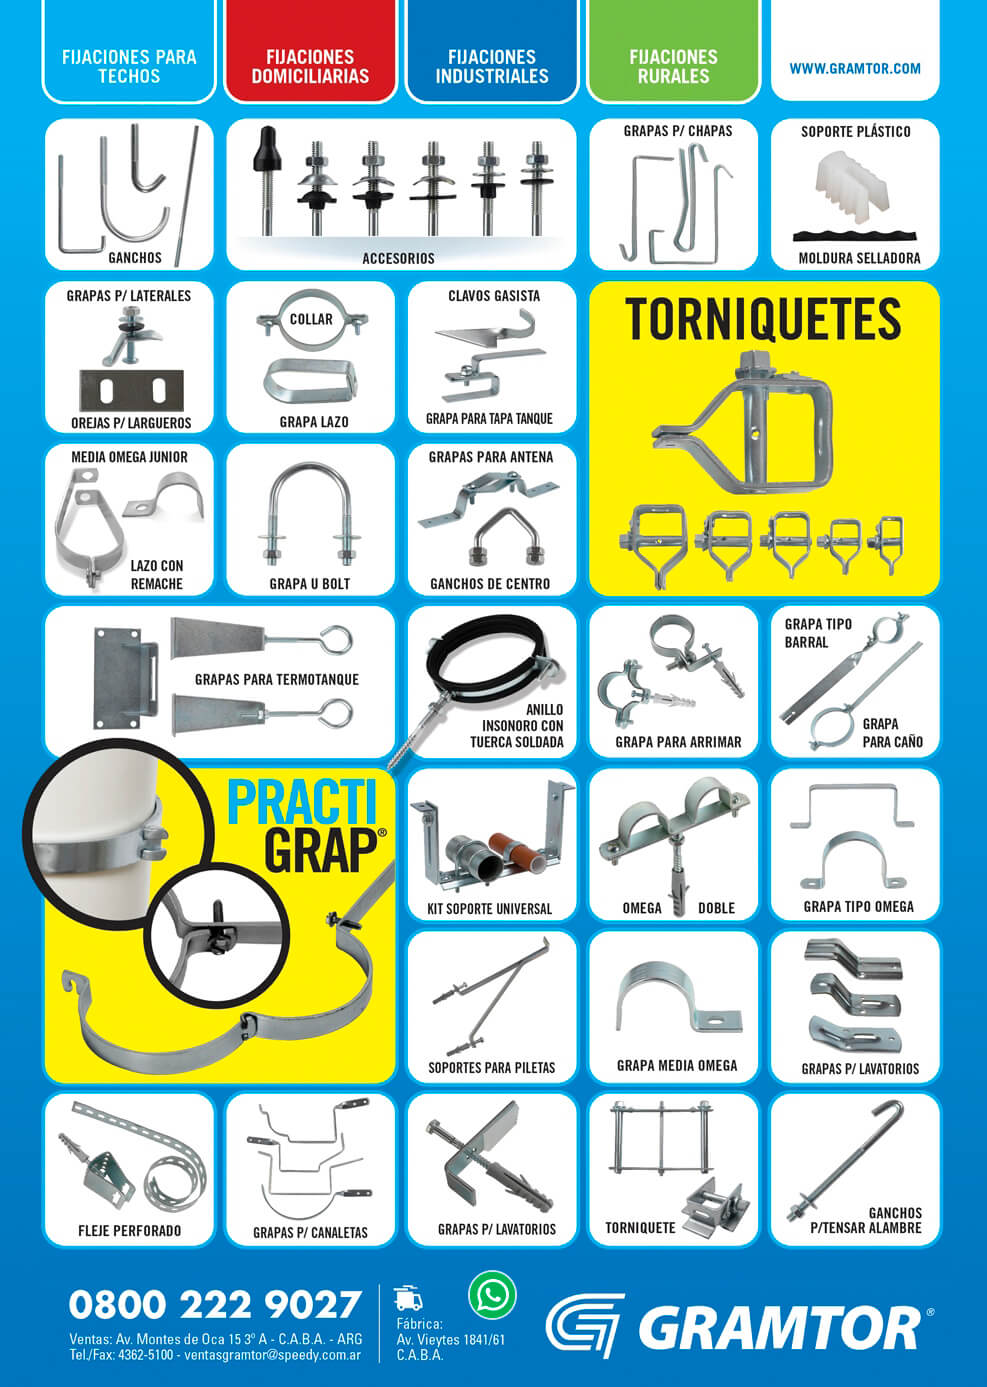 FIJACIONES PARA
TECHOS
FIJACIONES
DOMICILIARIAS
FIJACIONES
INDUSTRIALES
FIJACIONES
RURALES
WWW.GRAMTOR.COM
GANCHOS
ACCESORIOS
GRAPAS P/ CHAPAS
SOPORTE PLÁSTICO
MOLDURA SELLADORA
GRAPAS P/ LATERALES
OREJAS P/ LARGUEROS
COLLAR
GRAPA LAZO
CLAVOS GASISTA
GRAPA PARA TAPA TANQUE
TORNIQUETES
MEDIA OMEGA JUNIOR
LAZO CON
REMACHE
GRAPA U BOLT
GRAPAS PARA ANTENA
GANCHOS DE CENTRO
GRAPAS PARA TERMOTANQUE
ANILLO
INSONORO CON
TUERCA SOLDADA
GRAPA PARA ARRIMAR
GRAPA TIPO
BARRAL
GRAPA
PARA CAÑO
PRACTI
GRAP®
KIT SOPORTE UNIVERSAL
OMEGA DOBLE
GRAPA TIPO OMEGA
SOPORTES PARA PILETAS
GRAPA MEDIA OMEGA
GRAPAS P/ LAVATORIOS
FLEJE PERFORADO
GRAPAS P/ CANALETAS
GRAPAS P/ LAVATORIOS
TORNIQUETE
GANCHOS
P/TENSAR ALAMBRE
0800 222 9027
Ventas: Av. Montes de Oca 15 3º A - C.A.B.A. - ARG
Tel./Fax: 4362-5100 - ventasgramtor@speedy.com.ar
Fábrica:
Av. Vieytes 1841/61
C.A.B.A.
GRAMTOR®